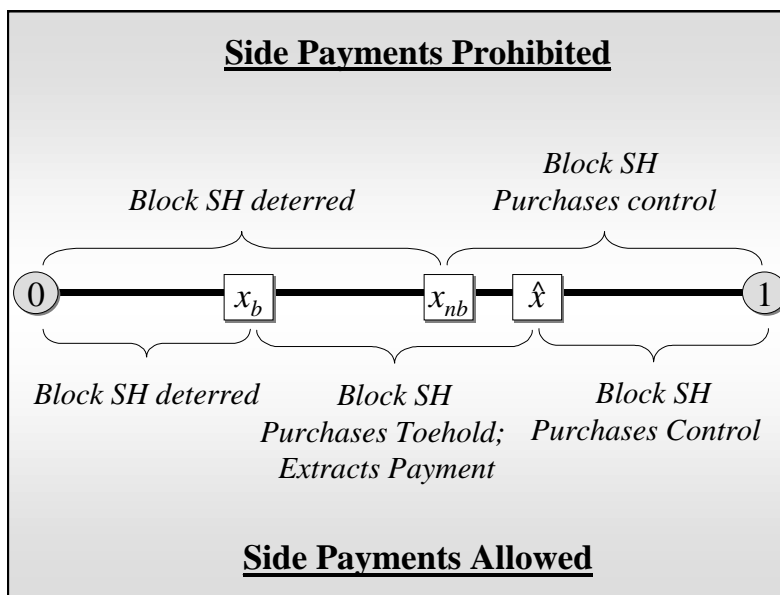 Side Payments Prohibited
Block SH
Purchases control
Block SH deterred
0
x_b
x_nb
x̂
1
Block SH deterred
Block SH
Purchases Toehold;
Extracts Payment
Block SH
Purchases Control
Side Payments Allowed